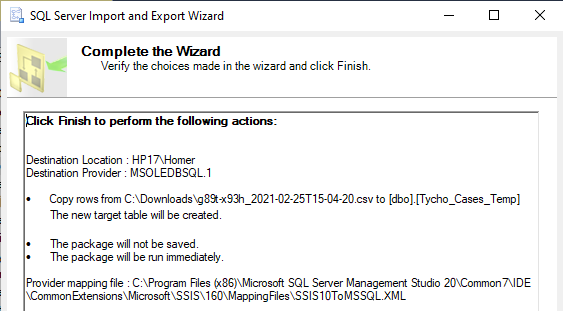 SQL Server Import and Export Wizard
Complete the Wizard
Verify the choices made in the wizard and click Finish.
Click Finish to perform the following actions:
Destination Location : HP17\Homer
Destination Provider : MSOLEDBSQL.1
• Copy rows from C:\Downloads\g89t-x93h_2021-02-25T15-04-20.csv to [dbo].[Tycho_Cases_Temp]
The new target table will be created.
• The package will not be saved.
• The package will be run immediately.
Provider mapping file : C:\Program Files (x86)\Microsoft SQL Server Management Studio 20\Common7\IDE
\CommonExtensions\Microsoft\SSIS\160\MappingFiles\SSIS10ToMSSQL.XML